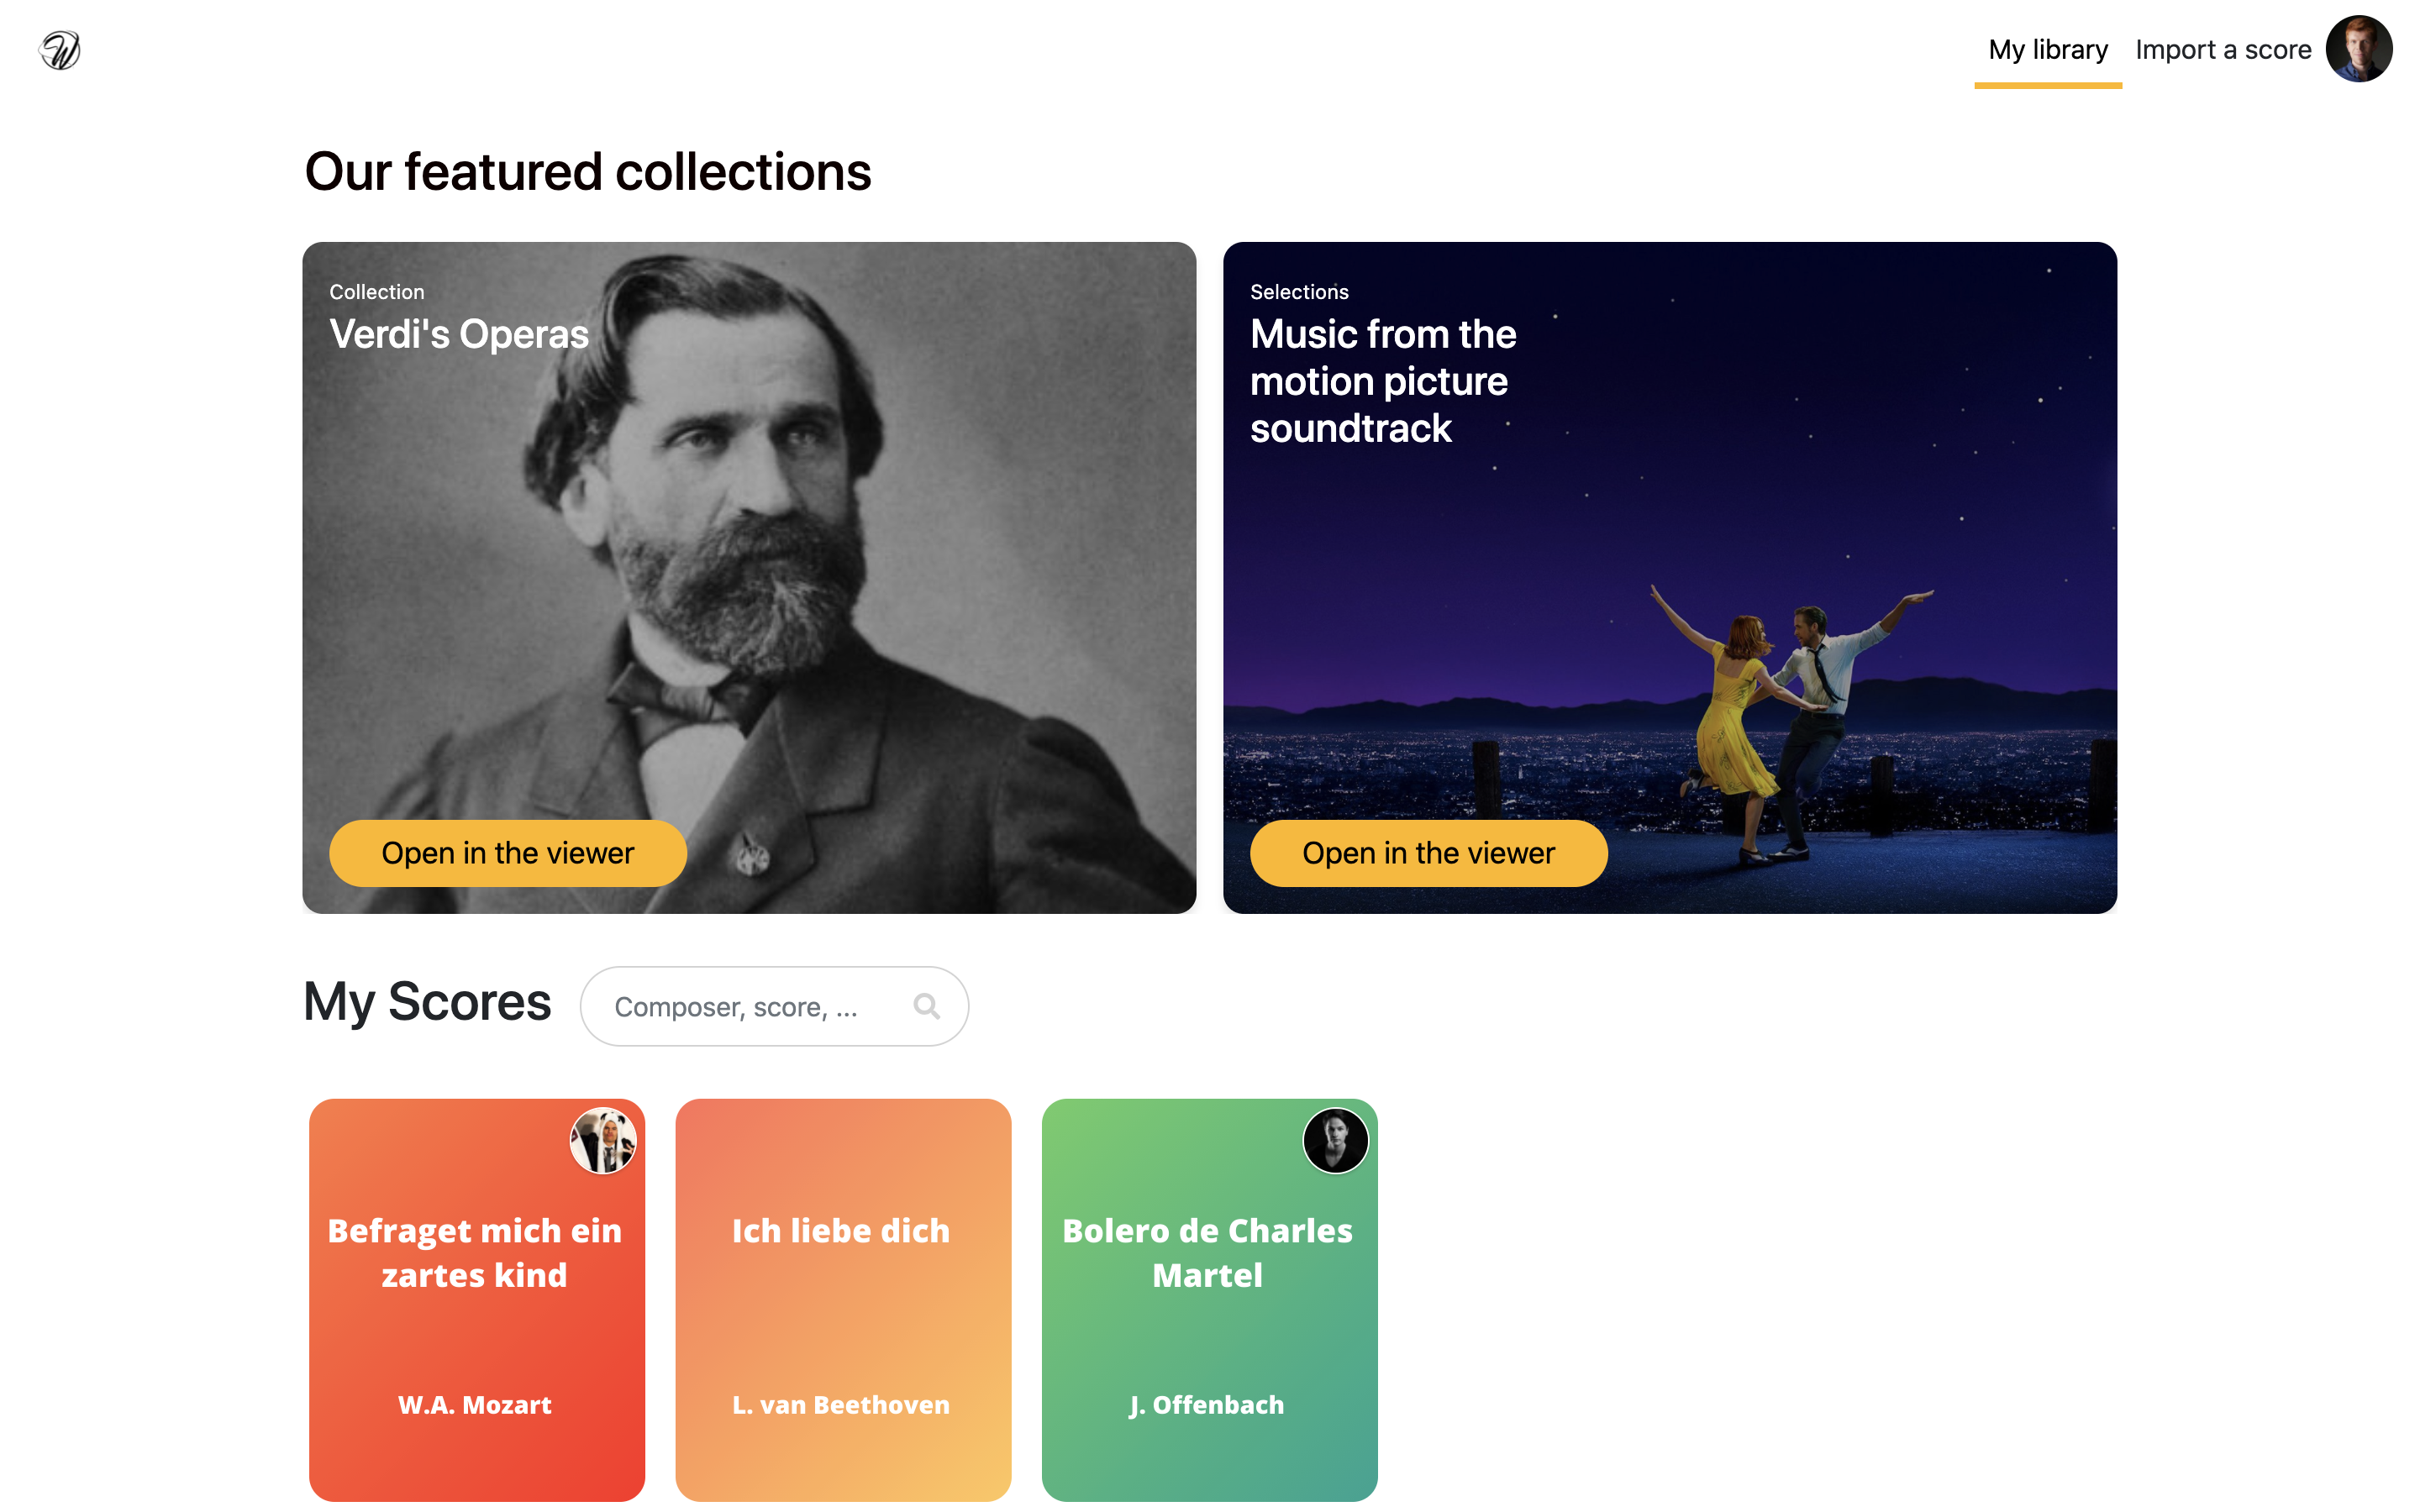 W
My library
Import a score
Our featured collections
Collection
Verdi's Operas
Selections
Music from the
motion picture
soundtrack
Open in the viewer
Open in the viewer
My Scores
Composer, score, ...
Befraget mich ein
zartes kind
W.A. Mozart
Ich liebe dich
L. van Beethoven
Bolero de Charles
Martel
J. Offenbach